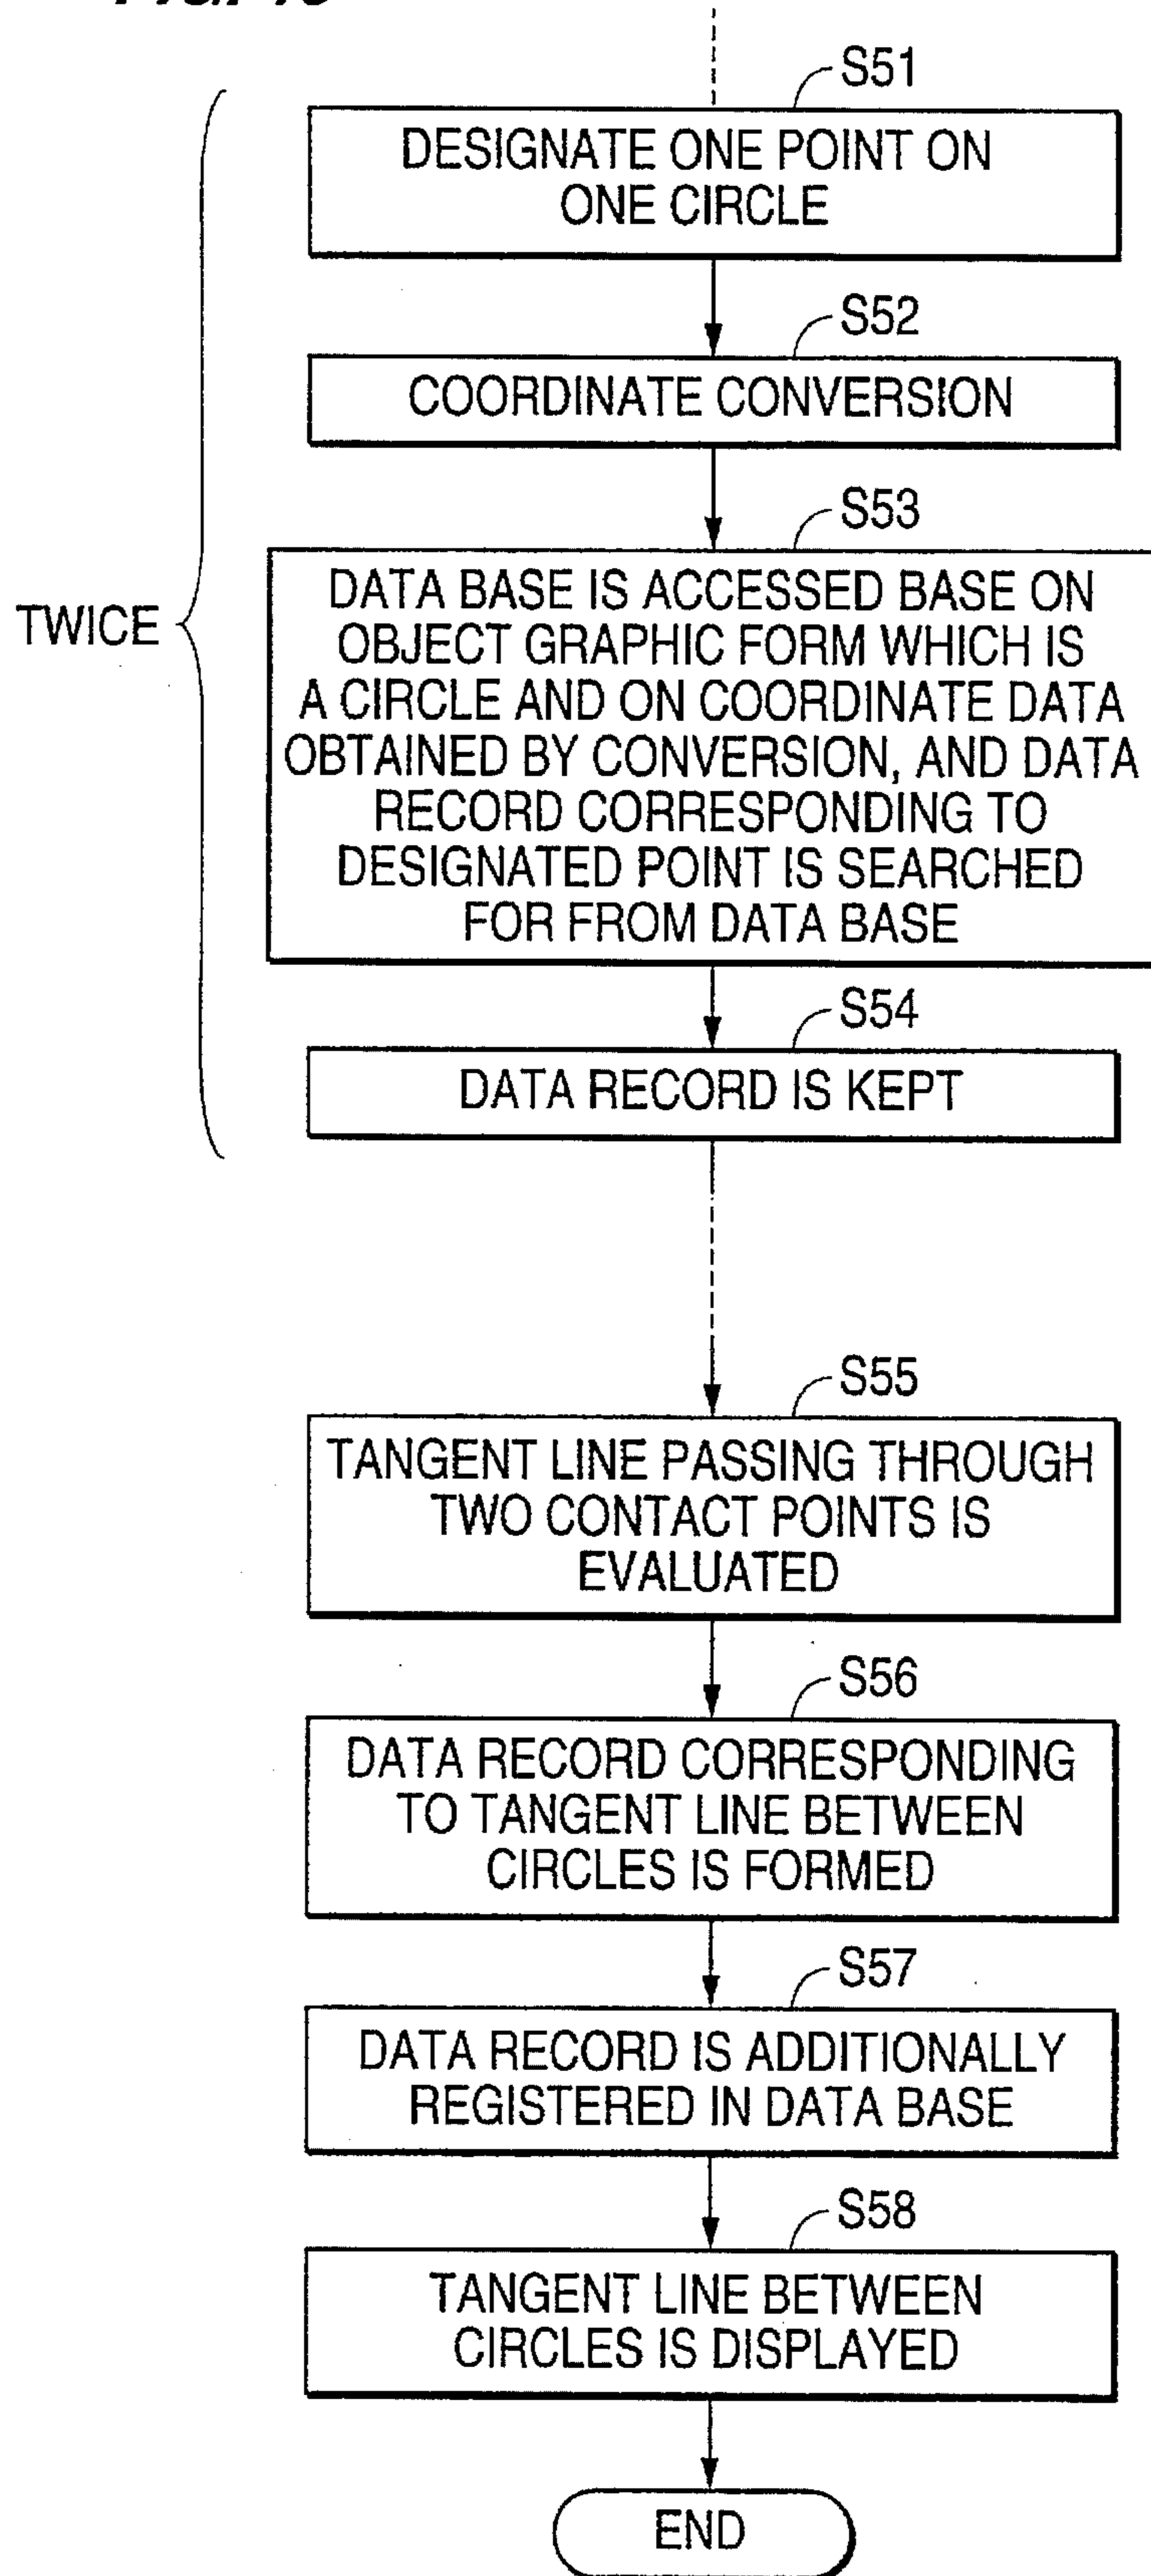 S51
DESIGNATE ONE POINT ON
ONE CIRCLE
S52
COORDINATE CONVERSION
S53
TWICE
DATA BASE IS ACCESSED BASE ON
OBJECT GRAPHIC FORM WHICH IS
A CIRCLE AND ON COORDINATE DATA
OBTAINED BY CONVERSION, AND DATA
RECORD CORRESPONDING TO
DESIGNATED POINT IS SEARCHED
FOR FROM DATA BASE
S54
DATA RECORD IS KEPT
S55
TANGENT LINE PASSING THROUGH
TWO CONTACT POINTS IS
EVALUATED
S56
DATA RECORD CORRESPONDING
TO TANGENT LINE BETWEEN
CIRCLES IS FORMED
S57
DATA RECORD IS ADDITIONALLY
REGISTERED IN DATA BASE
S58
TANGENT LINE BETWEEN
CIRCLES IS DISPLAYED
END